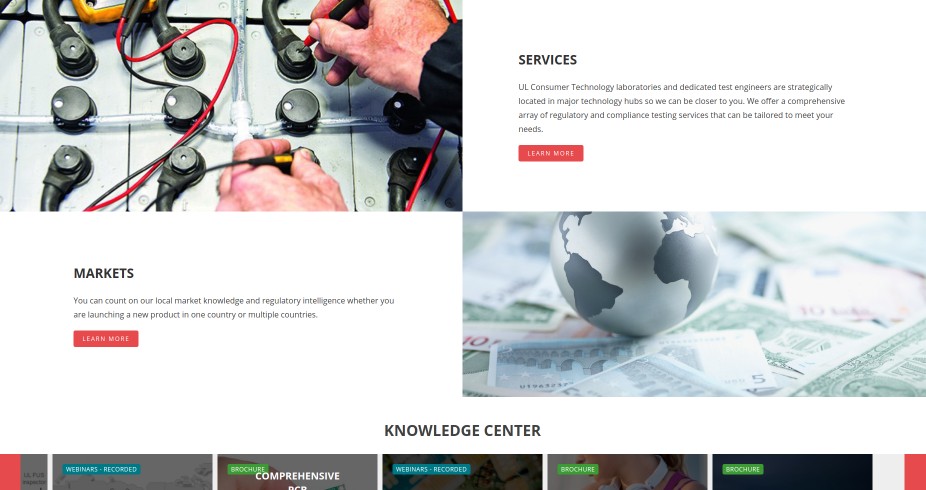 SERVICES
UL Consumer Technology laboratories and dedicated test engineers are strategically
located in major technology hubs so we can be closer to you. We offer a comprehensive
array of regulatory and compliance testing services that can be tailored to meet your
needs.
LEARN MORE
MARKETS
You can count on our local market knowledge and regulatory intelligence whether you
are launching a new product in one country or multiple countries.
LEARN MORE
5
KNOWLEDGE CENTER
WEBINARS - RECORDED
BROCHURE
COMPREHENSIVE
PCB
WEBINARS - RECORDED
BROCHURE
BROCHURE